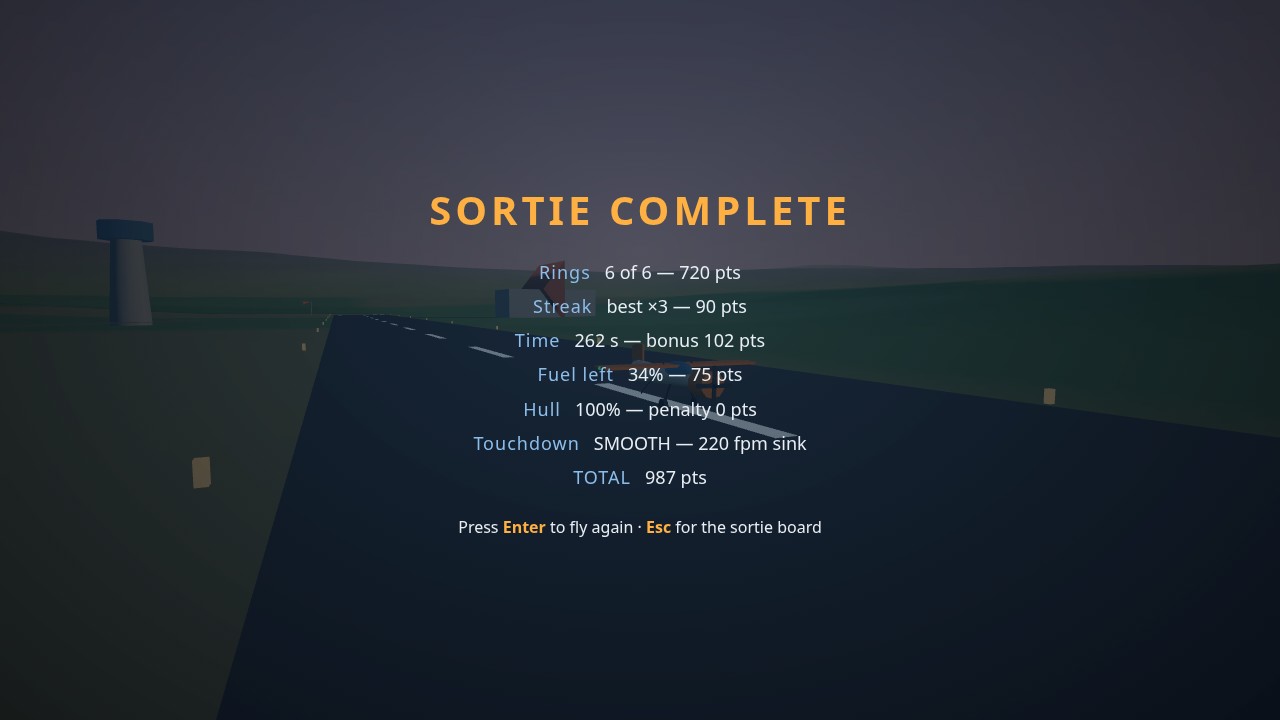 SORTIE COMPLETE
Rings 6 of 6 — 720 pts
Streak best ×3 — 90 pts
Time 262 s — bonus 102 pts
Fuel left 34% — 75 pts
Hull 100% — penalty 0 pts
Touchdown SMOOTH — 220 fpm sink
TOTAL 987 pts
Press Enter to fly again · Esc for the sortie board